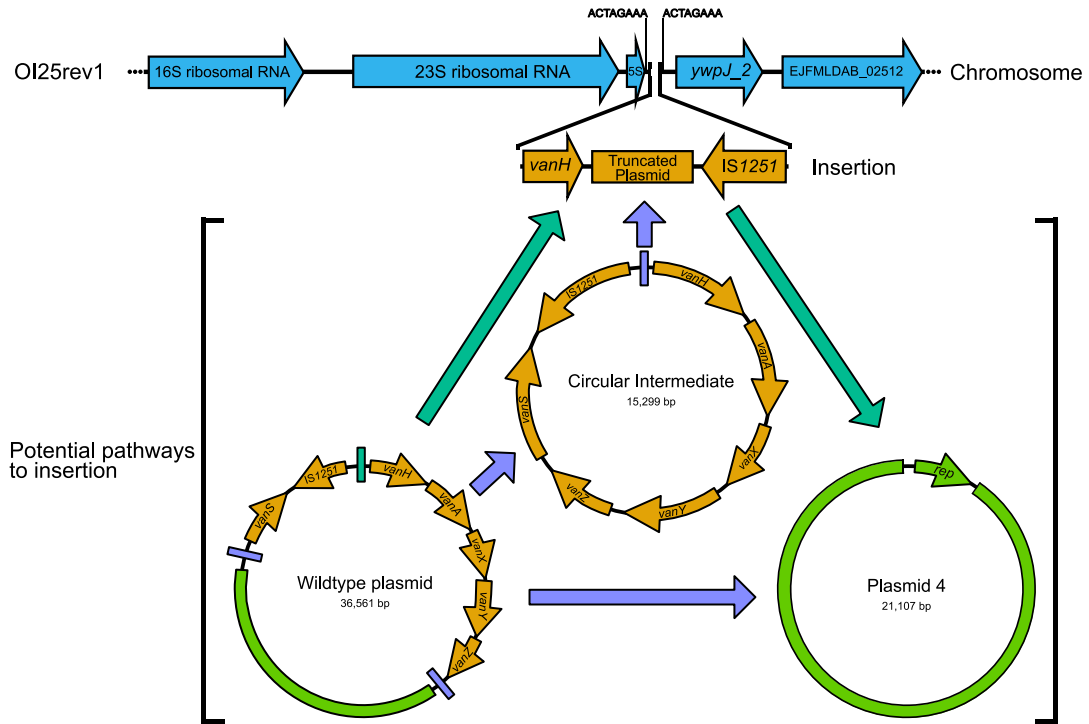 ACTAGAAA ACTAGAAA
OI25rev1
16S ribosomal RNA
23S ribosomal RNA
5S
ywpJ_2
EJFMLDAB_02512
Chromosome
vanH
Truncated
Plasmid
IS1251
Insertion
Potential pathways
to insertion
IS1251
vanH
vanA
vanX
vanY
vanZ
vanS
Circular Intermediate
15,299 bp
IS1251
vanH
vanA
vanX
vanY
vanZ
vanS
Wildtype plasmid
36,561 bp
rep
Plasmid 4
21,107 bp